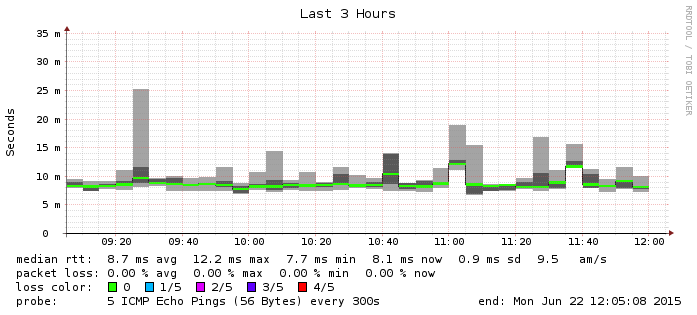 Last 3 Hours
RRDTOOL / TOBI OETIKER
Seconds
35 m
30 m
25 m
20 m
15 m
10 m
5 m
0
09:20 09:40 10:00 10:20 10:40 11:00 11:20 11:40 12:00
median rtt: 8.7 ms avg 12.2 ms max 7.7 ms min 8.1 ms now 0.9 ms sd 9.5 am/s
packet loss: 0.00 % avg 0.00 % max 0.00 % min 0.00 % now
loss color: 0 1/5 2/5 3/5 4/5
probe: 5 ICMP Echo Pings (56 Bytes) every 300s end: Mon Jun 22 12:05:08 2015